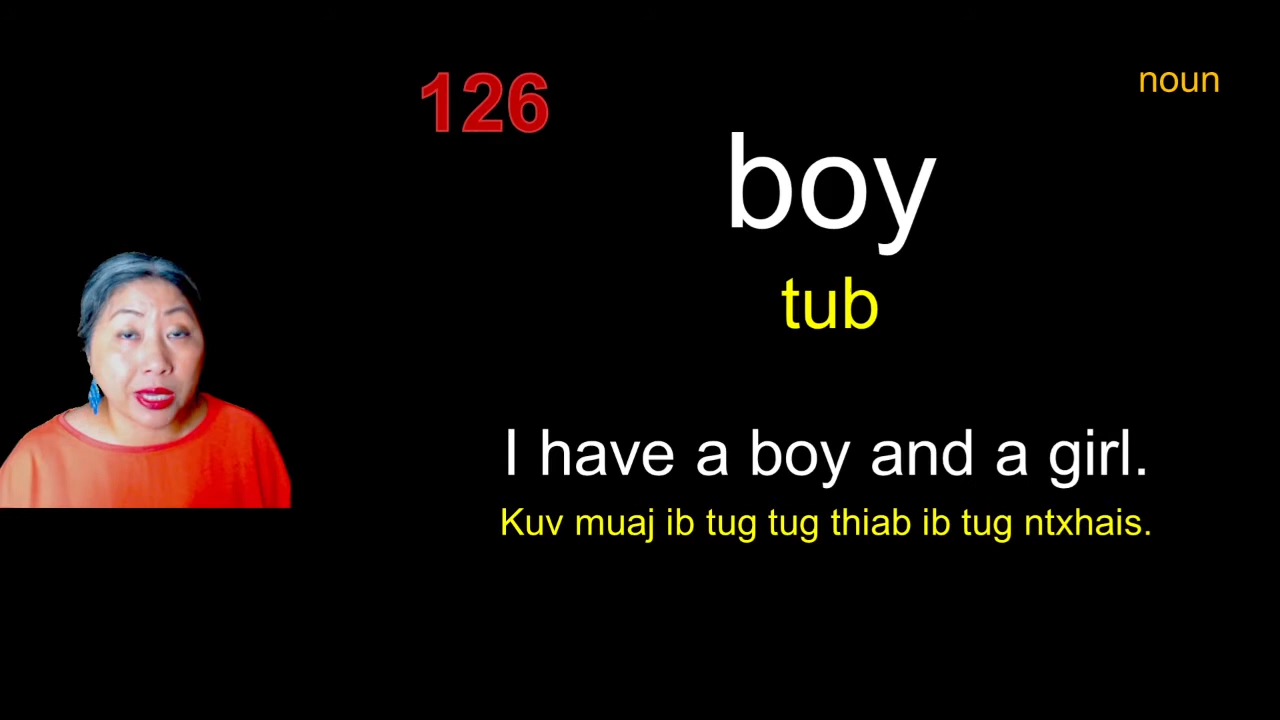 126
noun
boy
tub
I have a boy and a girl.
Kuv muaj ib tug tug thiab ib tug ntxhais.